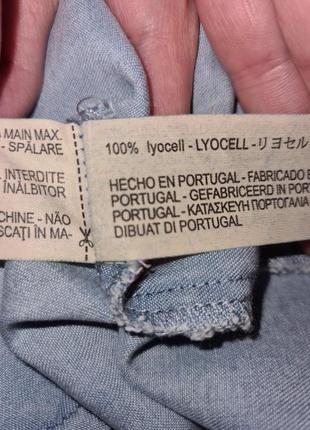 MAIN MAX.
- SPĂLARE
INTERDITE
ÎNĂLBITOR
CHINE - NÃO
SCAȚI ÎN MA-
100% lyocell - LYOCELL - リヨセル
HECHO EN PORTUGAL - FABRICADO E
PORTUGAL - GEFABRICEERD IN PORT
PORTUGAL - ΚΑΤΑΣΚΕΥΗ ΠΟΡΤΟΓΑΛΙΑ
DIBUAT DI PORTUGAL